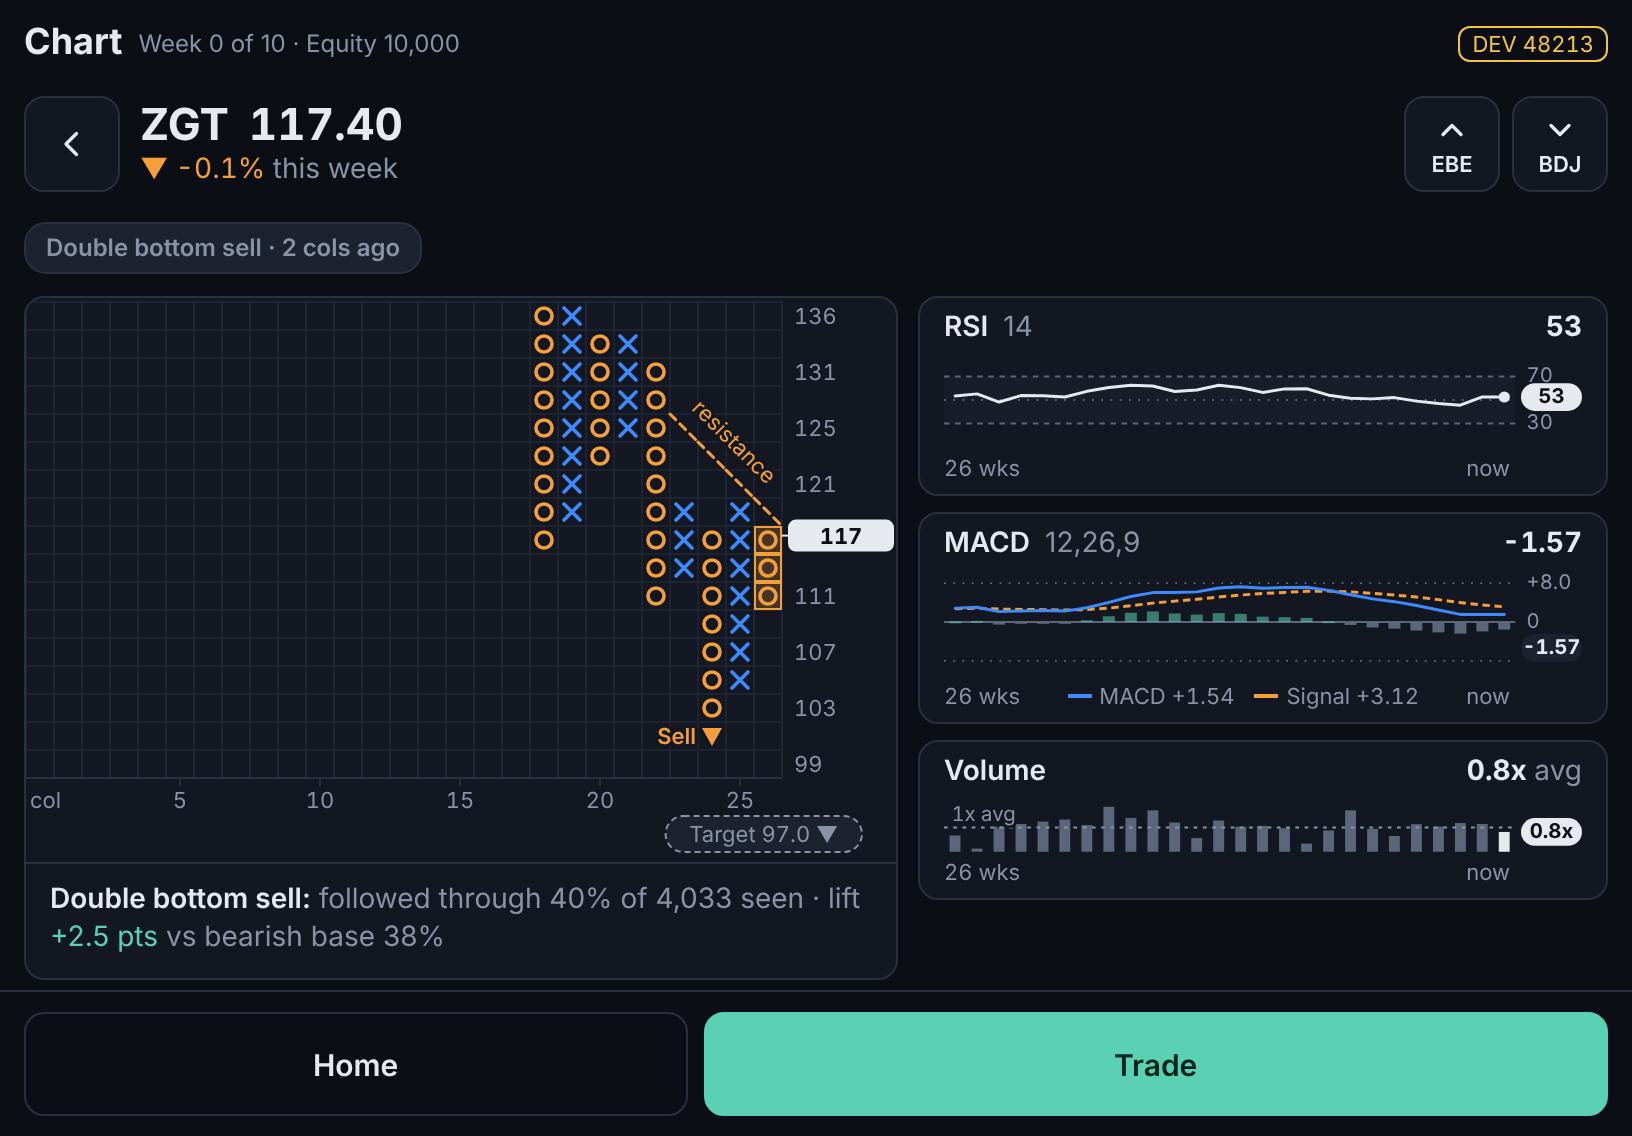 Chart Week 0 of 10 · Equity 10,000
DEV 48213
ZGT 117.40
▼ -0.1% this week
EBE
BDJ
Double bottom sell · 2 cols ago
136
131
125
121
117
111
107
103
99
resistance
Sell ▼
col 5 10 15 20 25
Target 97.0 ▼
Double bottom sell: followed through 40% of 4,033 seen · lift
+2.5 pts vs bearish base 38%
RSI 14 53
70
53
30
26 wks now
MACD 12,26,9 -1.57
+8.0
0
-1.57
26 wks MACD +1.54 Signal +3.12 now
Volume 0.8x avg
1x avg
0.8x
26 wks now
Home
Trade